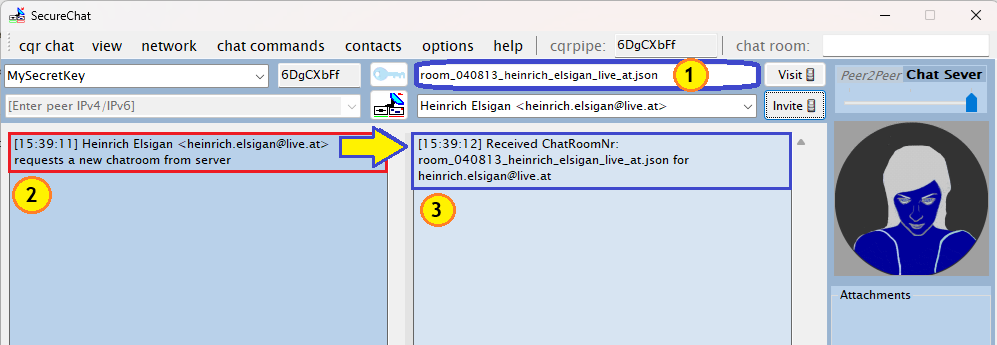 SecureChat
cqr chat view network chat commands contacts options help cqrpipe: 6DgCXbFf chat room:
MySecretKey 6DgCXbFf room_040813_heinrich_elsigan_live_at.json 1 Visit Peer2Peer Chat Sever
[Enter peer IPv4/IPv6] Heinrich Elsigan <heinrich.elsigan@live.at> Invite
[15:39:11] Heinrich Elsigan <heinrich.elsigan@live.at>
requests a new chatroom from server
2
[15:39:12] Received ChatRoomNr:
room_040813_heinrich_elsigan_live_at.json for
heinrich.elsigan@live.at
3
Attachments